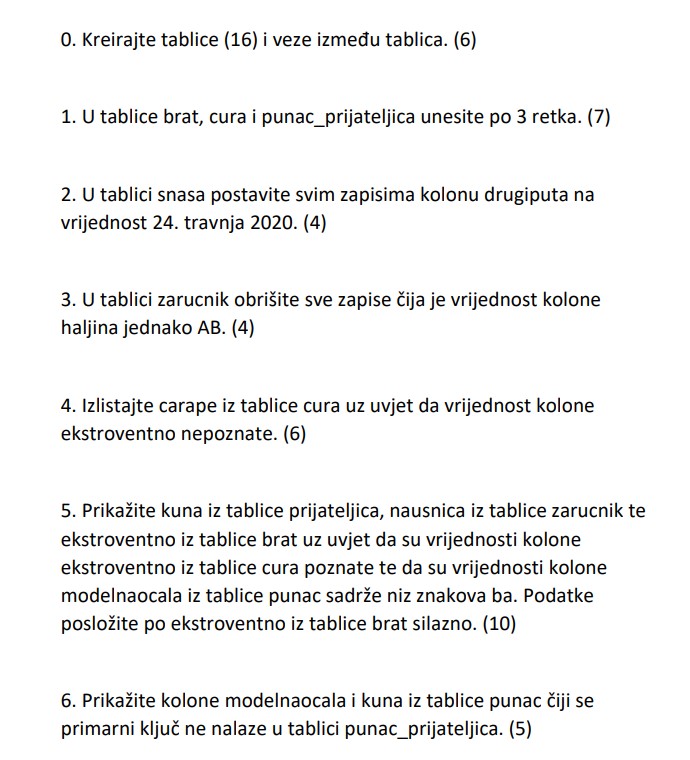 0. Kreirajte tablice (16) i veze između tablica. (6)
1. U tablice brat, cura i punac_prijateljica unesite po 3 retka. (7)
2. U tablici snasa postavite svim zapisima kolonu drugiputa na
vrijednost 24. travnja 2020. (4)
3. U tablici zarucnik obrišite sve zapise čija je vrijednost kolone
haljina jednako AB. (4)
4. Izlistajte carape iz tablice cura uz uvjet da vrijednost kolone
ekstroventno nepoznate. (6)
5. Prikažite kuna iz tablice prijateljica, nausnica iz tablice zarucnik te
ekstroventno iz tablice brat uz uvjet da su vrijednosti kolone
ekstroventno iz tablice cura poznate te da su vrijednosti kolone
modelnaocala iz tablice punac sadrže niz znakova ba. Podatke
posložite po ekstroventno iz tablice brat silazno. (10)
6. Prikažite kolone modelnaocala i kuna iz tablice punac čiji se
primarni ključ ne nalaze u tablici punac_prijateljica. (5)